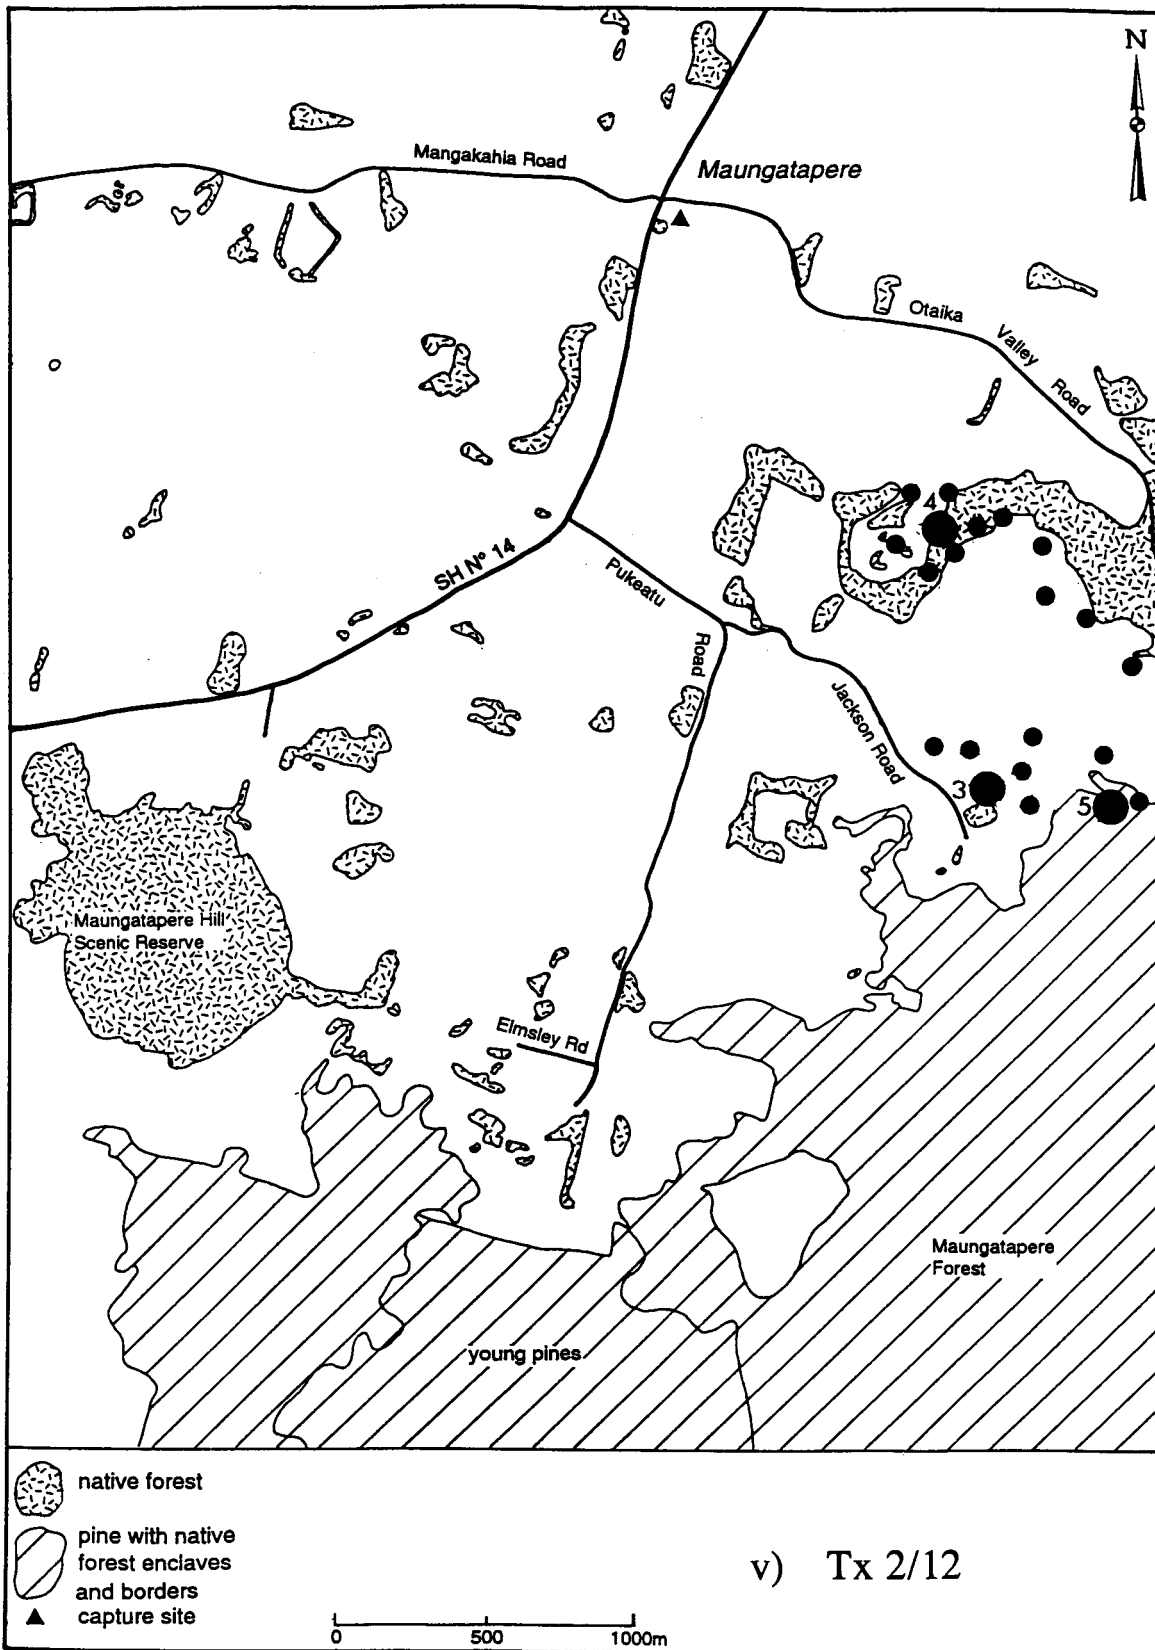 N
Mangakahia Road
Maungatapere
Otaika
Valley
Road
4
SH Nº 14
Pukeatu
Road
Jackson Road
3
5
Maungatapere Hill
Scenic Reserve
Elmsley Rd
Maungatapere
Forest
young pines
native forest
pine with native
forest enclaves
and borders
capture site
v) Tx 2/12
0 500 1000m